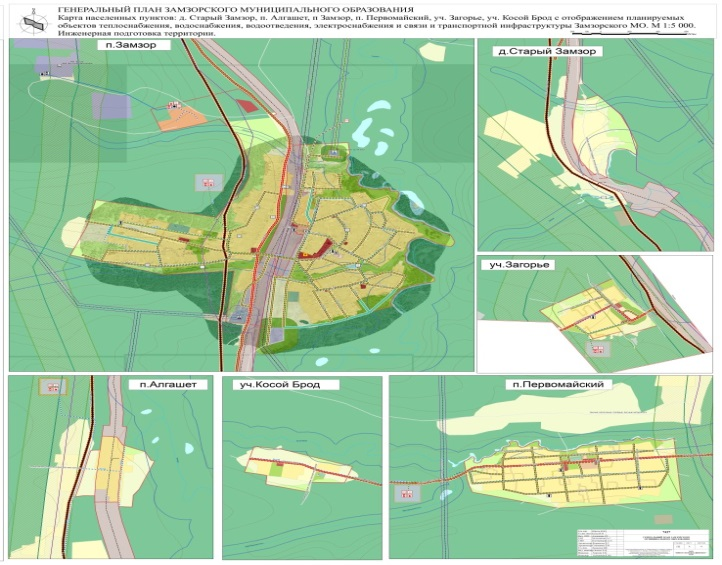 ГЕНЕРАЛЬНЫЙ ПЛАН ЗАМЗОРСКОГО МУНИЦИПАЛЬНОГО ОБРАЗОВАНИЯ
Карта населенных пунктов: д. Старый Замзор, п. Алгашет, п Замзор, п. Первомайский, уч. Загорье, уч. Косой Брод с отображением планируемых
объектов теплоснабжения, водоснабжения, водоотведения, электроснабжения и связи и транспортной инфраструктуры Замзорского МО. М 1:5 000.
Инженерная подготовка территории.
п.Замзор
д.Старый Замзор
уч.Загорье
п.Алгашет
уч.Косой Брод
п.Первомайский